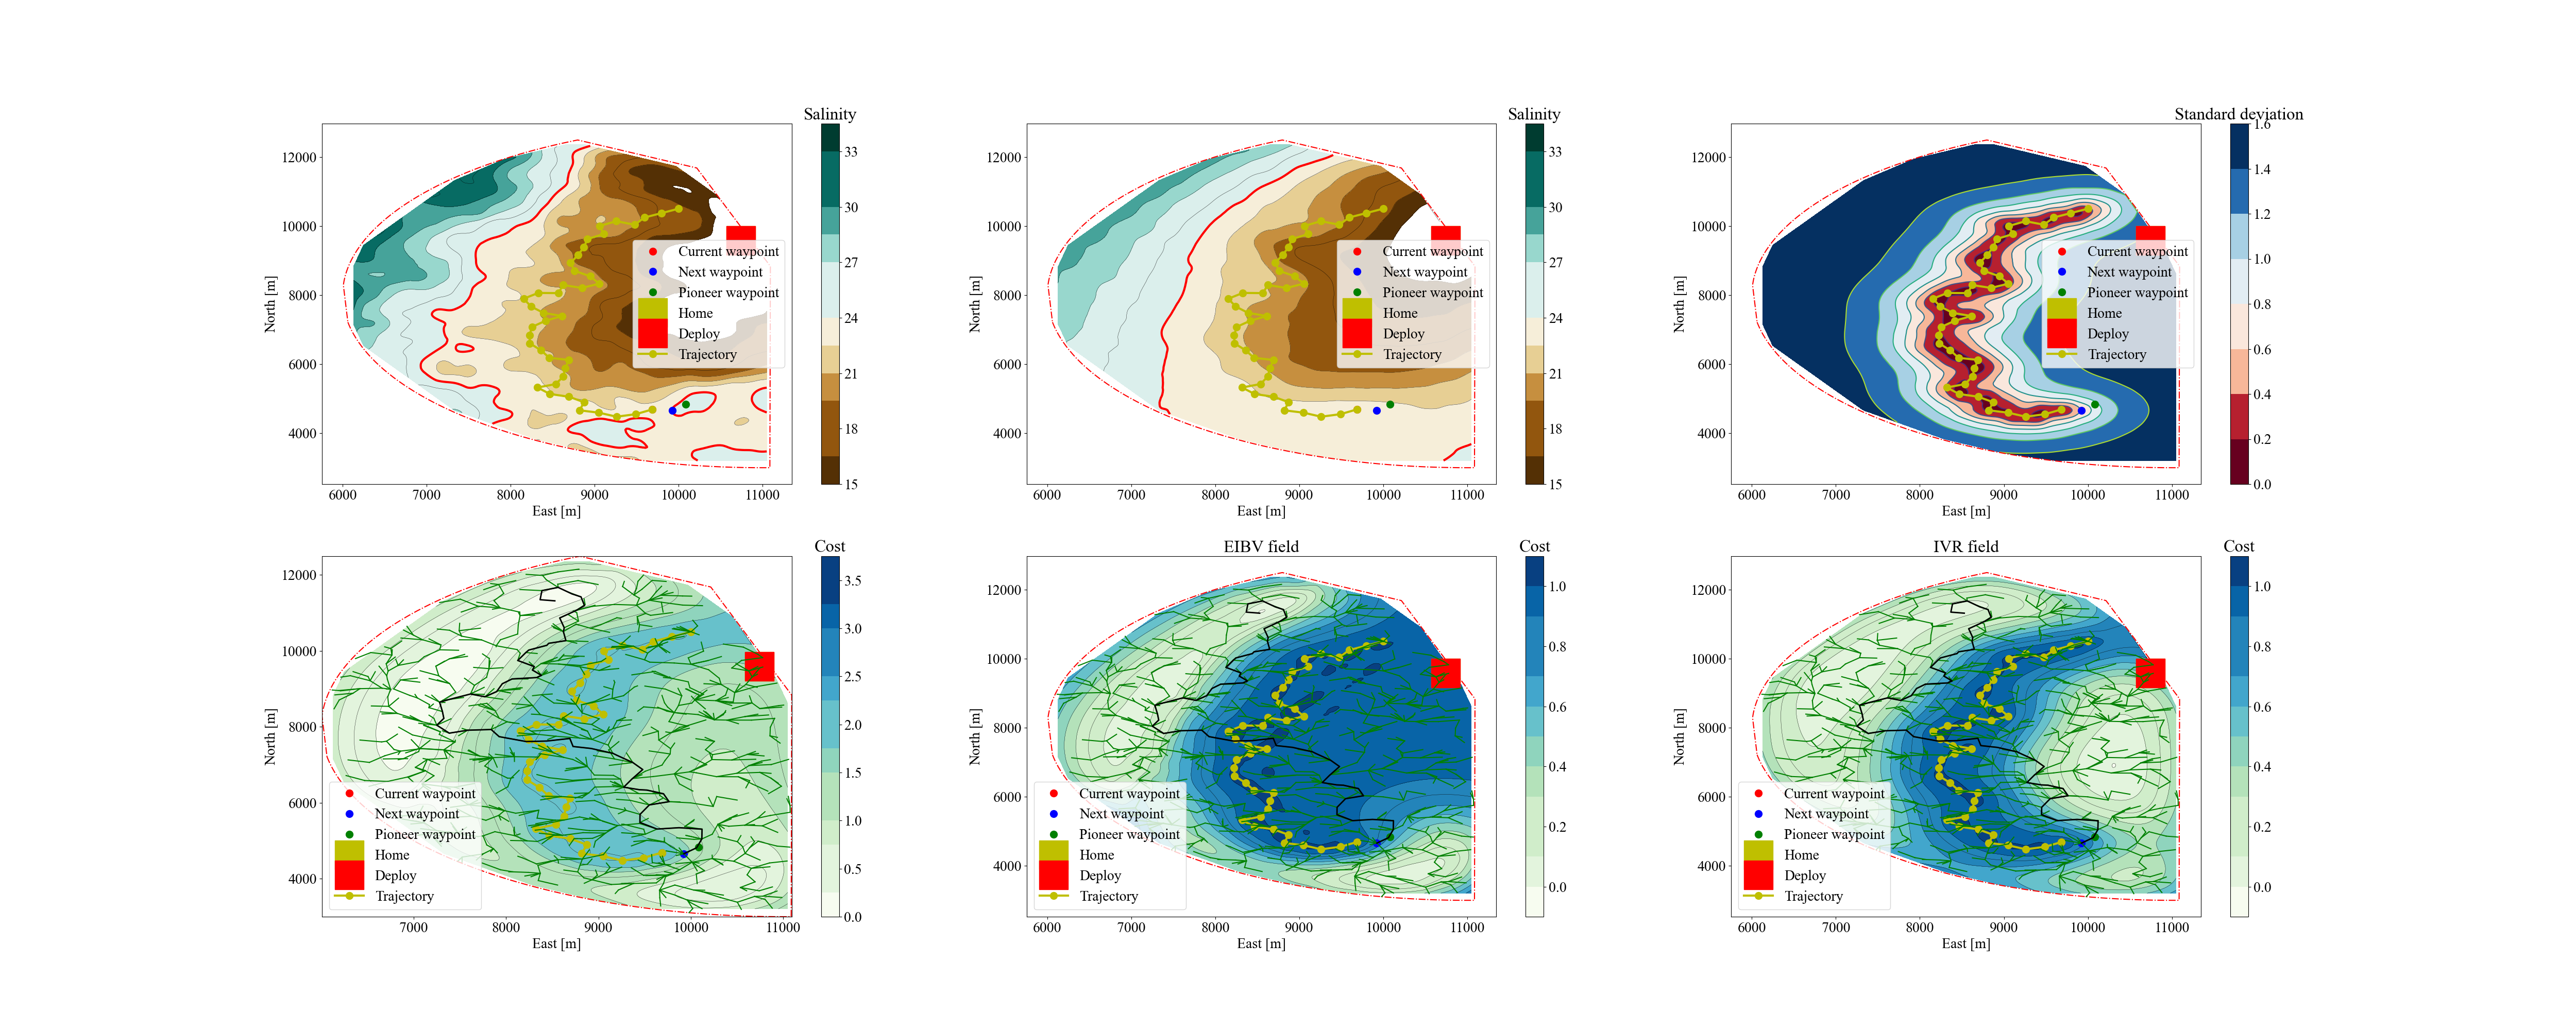 Salinity
12000
10000
8000
6000
4000
North [m]
6000 7000 8000 9000 10000 11000
East [m]
33
30
27
24
21
18
15
Current waypoint
Next waypoint
Pioneer waypoint
Home
Deploy
Trajectory
Salinity
12000
10000
8000
6000
4000
North [m]
6000 7000 8000 9000 10000 11000
East [m]
33
30
27
24
21
18
15
Current waypoint
Next waypoint
Pioneer waypoint
Home
Deploy
Trajectory
Standard deviation
12000
10000
8000
6000
4000
North [m]
6000 7000 8000 9000 10000 11000
East [m]
1.6
1.4
1.2
1.0
0.8
0.6
0.4
0.2
0.0
Current waypoint
Next waypoint
Pioneer waypoint
Home
Deploy
Trajectory
Cost
12000
10000
8000
6000
4000
North [m]
7000 8000 9000 10000 11000
East [m]
3.5
3.0
2.5
2.0
1.5
1.0
0.5
0.0
Current waypoint
Next waypoint
Pioneer waypoint
Home
Deploy
Trajectory
EIBV field
Cost
12000
10000
8000
6000
4000
North [m]
6000 7000 8000 9000 10000 11000
East [m]
1.0
0.8
0.6
0.4
0.2
0.0
Current waypoint
Next waypoint
Pioneer waypoint
Home
Deploy
Trajectory
IVR field
Cost
12000
10000
8000
6000
4000
North [m]
6000 7000 8000 9000 10000 11000
East [m]
1.0
0.8
0.6
0.4
0.2
0.0
Current waypoint
Next waypoint
Pioneer waypoint
Home
Deploy
Trajectory